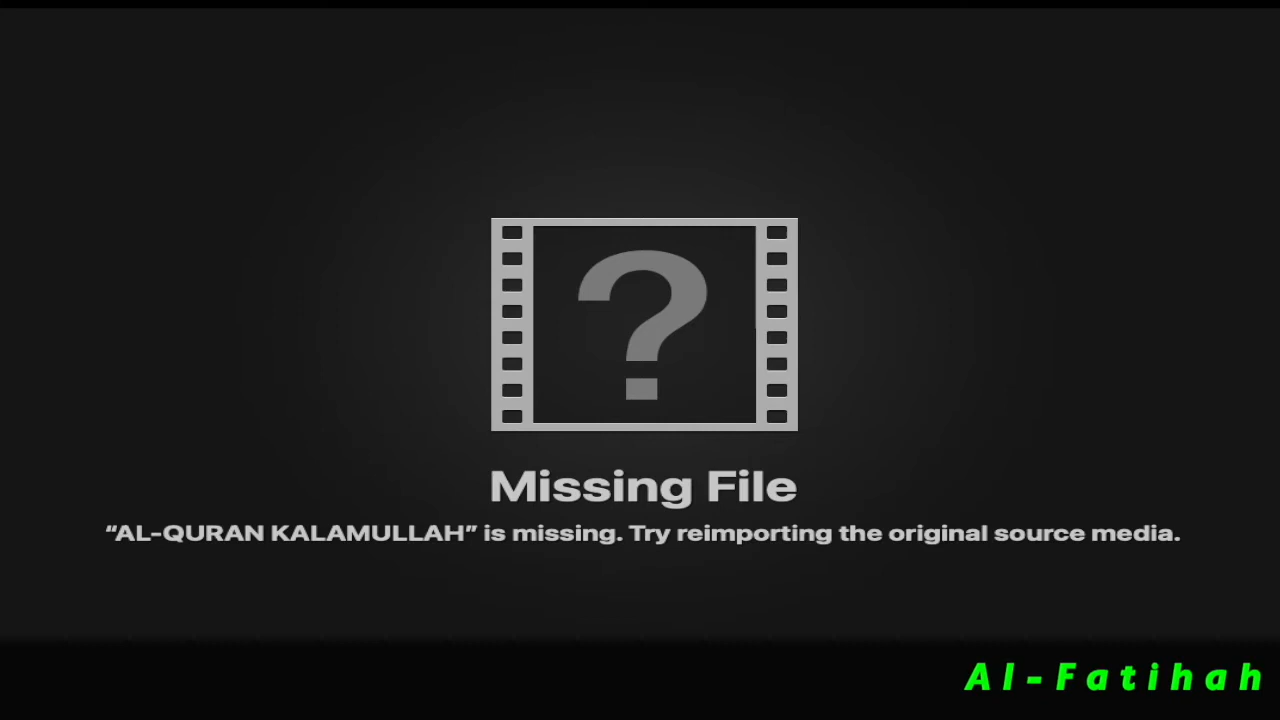 ?
Missing File
“AL-QURAN KALAMULLAH” is missing. Try reimporting the original source media.
Al-Fatihah